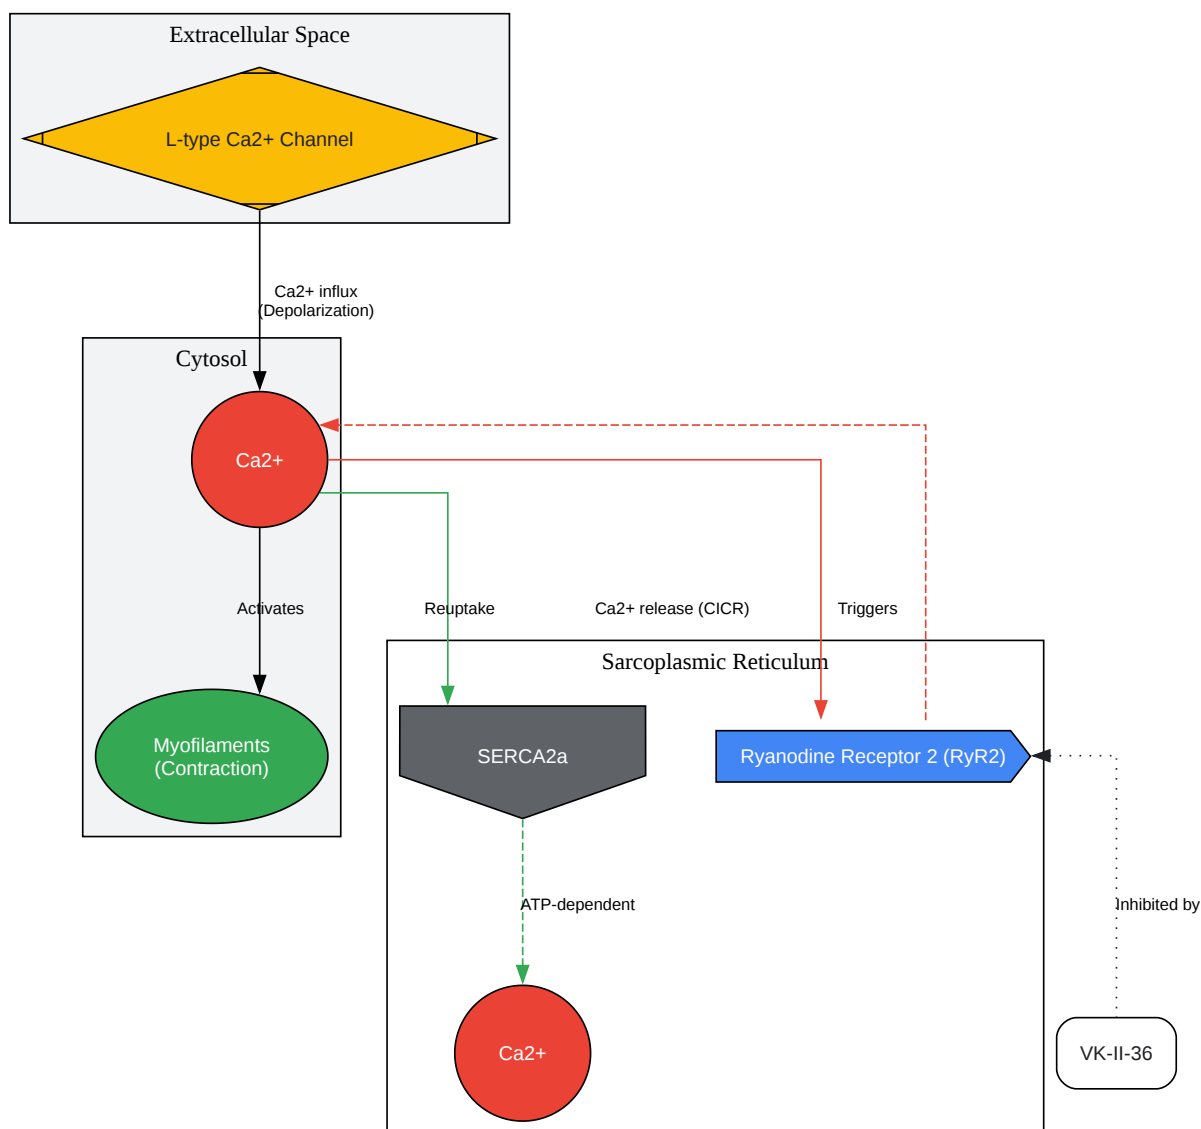 Extracellular Space
L-type Ca2+ Channel
Ca2+ influx
(Depolarization)
Cytosol
Ca2+
Activates
Reuptake
Ca2+ release (CICR)
Triggers
Sarcoplasmic Reticulum
Myofilaments
(Contraction)
SERCA2a
Ryanodine Receptor 2 (RyR2)
ATP-dependent
Inhibited by
Ca2+
VK-II-36